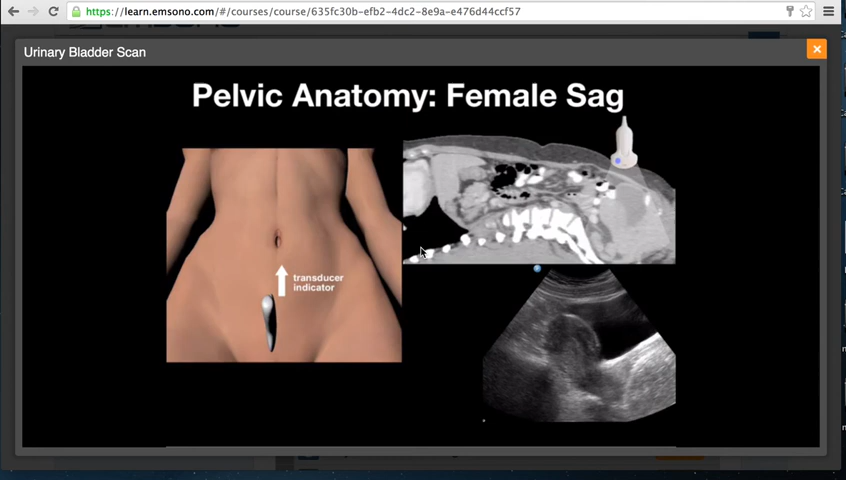 https://learn.emsono.com/#/courses/course/635fc30b-efb2-4dc2-8e9a-e476d44ccf57
Urinary Bladder Scan
Pelvic Anatomy: Female Sag
transducer
indicator